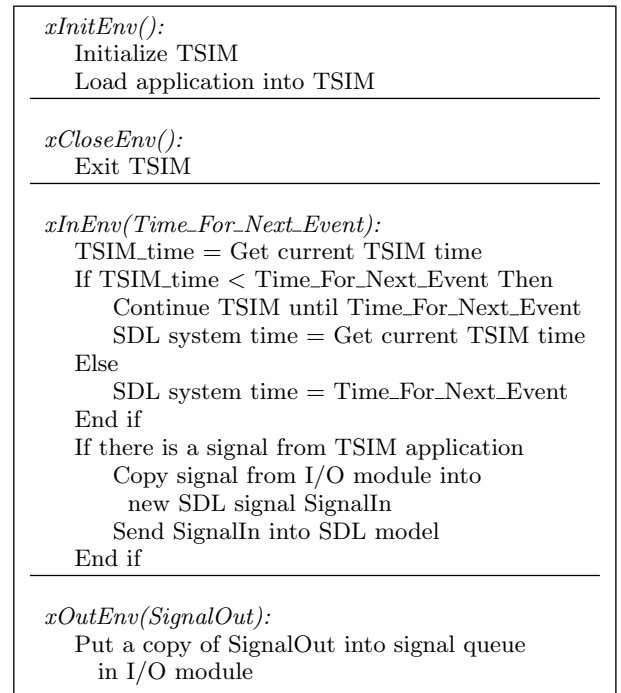 xInitEnv():
Initialize TSIM
Load application into TSIM
xCloseEnv():
Exit TSIM
xInEnv(Time_For_Next_Event):
TSIM_time = Get current TSIM time
If TSIM_time < Time_For_Next_Event Then
Continue TSIM until Time_For_Next_Event
SDL system time = Get current TSIM time
Else
SDL system time = Time_For_Next_Event
End if
If there is a signal from TSIM application
Copy signal from I/O module into
new SDL signal SignalIn
Send SignalIn into SDL model
End if
xOutEnv(SignalOut):
Put a copy of SignalOut into signal queue
in I/O module